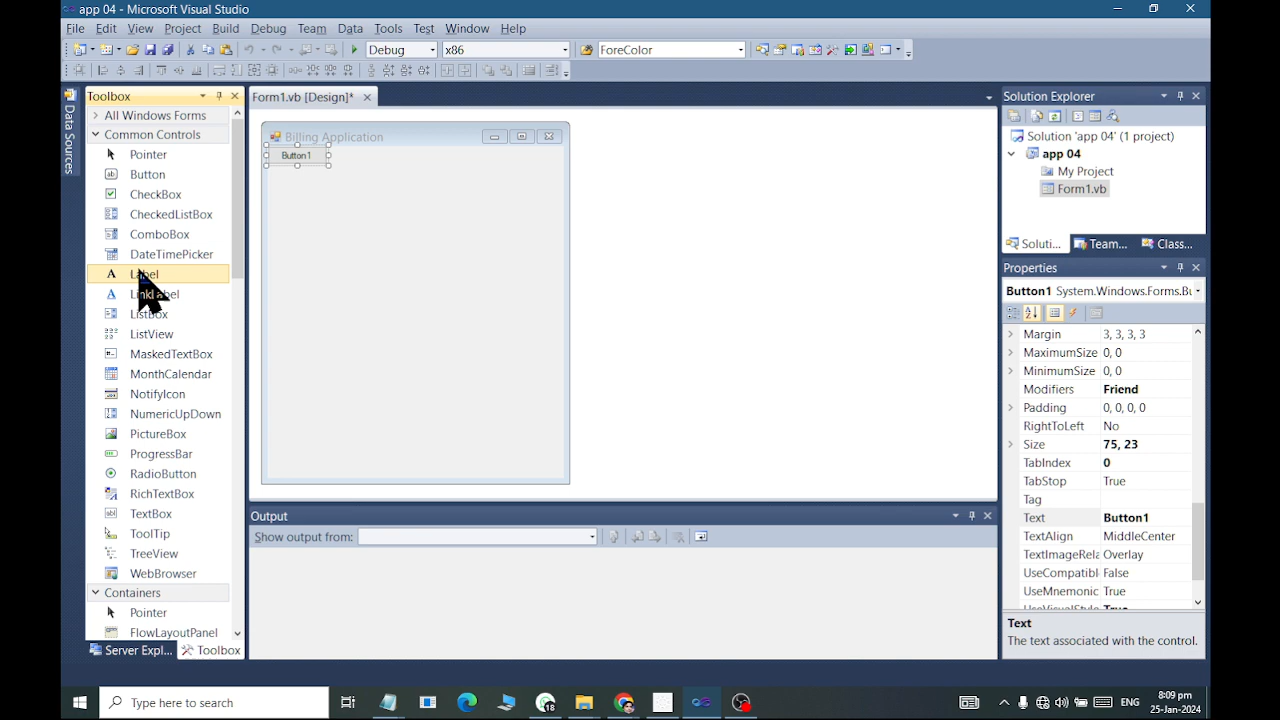 app 04 - Microsoft Visual Studio
File Edit View Project Build Debug Team Data Tools Test Window Help
Debug x86 ForeColor
Data Sources
Toolbox
All Windows Forms
Common Controls
Pointer
Button
CheckBox
CheckedListBox
ComboBox
DateTimePicker
Label
LinkLabel
ListBox
ListView
MaskedTextBox
MonthCalendar
NotifyIcon
NumericUpDown
PictureBox
ProgressBar
RadioButton
RichTextBox
TextBox
ToolTip
TreeView
WebBrowser
Containers
Pointer
FlowLayoutPanel
Server Expl... Toolbox
Form1.vb [Design]*
Billing Application
Button1
Output
Show output from:
Solution Explorer
Solution 'app 04' (1 project)
app 04
My Project
Form1.vb
Soluti... Team... Class...
Properties
Button1 System.Windows.Forms.Bu
Margin 3, 3, 3, 3
MaximumSize 0, 0
MinimumSize 0, 0
Modifiers Friend
Padding 0, 0, 0, 0
RightToLeft No
Size 75, 23
TabIndex 0
TabStop True
Tag
Text Button1
TextAlign MiddleCenter
TextImageRela Overlay
UseCompatibl False
UseMnemonic True
Text
The text associated with the control.
Type here to search
18
ENG
8:09 pm
25-Jan-2024